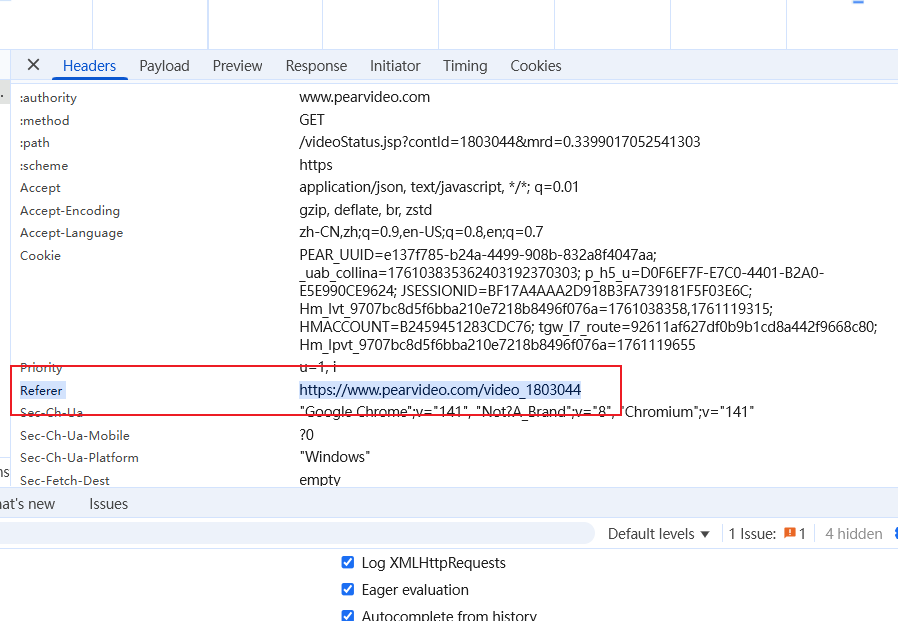 Headers Payload Preview Response Initiator Timing Cookies
:authority www.pearvideo.com
:method GET
:path /videoStatus.jsp?contId=1803044&mrd=0.3399017052541303
:scheme https
Accept application/json, text/javascript, */*; q=0.01
Accept-Encoding gzip, deflate, br, zstd
Accept-Language zh-CN,zh;q=0.9,en-US;q=0.8,en;q=0.7
Cookie PEAR_UUID=e137f785-b24a-4499-908b-832a8f4047aa;
_uab_collina=176103835362403192370303; p_h5_u=D0F6EF7F-E7C0-4401-B2A0-
E5E990CE9624; JSESSIONID=BF17A4AAA2D918B3FA739181F5F03E6C;
Hm_lvt_9707bc8d5f6bba210e7218b8496f076a=1761038358,1761119315;
HMACCOUNT=B2459451283CDC76; tgw_l7_route=92611af627df0b9b1cd8a442f9668c80;
Hm_lpvt_9707bc8d5f6bba210e7218b8496f076a=1761119655
Priority u=1, i
Referer https://www.pearvideo.com/video_1803044
Sec-Ch-Ua "Google Chrome";v="141", "Not?A_Brand";v="8", "Chromium";v="141"
Sec-Ch-Ua-Mobile ?0
Sec-Ch-Ua-Platform "Windows"
Sec-Fetch-Dest empty
at's new Issues
Default levels ▼ 1 Issue: 1 4 hidden
Log XMLHttpRequests
Eager evaluation
Autocomplete from history